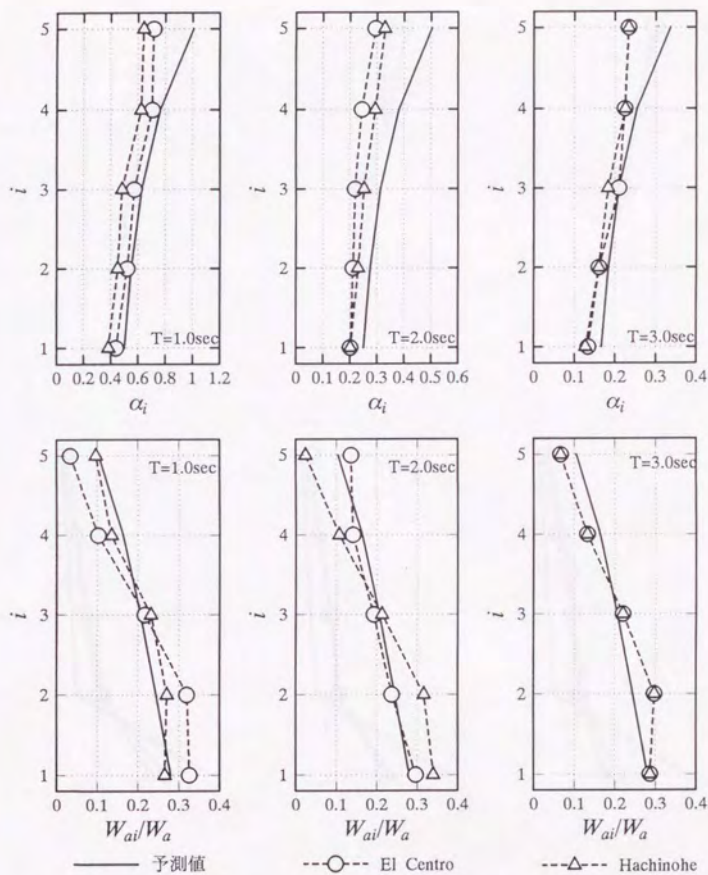 5
4
i 3
2
1
T=1.0sec
0 0.2 0.4 0.6 0.8 1 1.2
αi
5
4
i 3
2
1
T=2.0sec
0 0.1 0.2 0.3 0.4 0.5 0.6
αi
5
4
i 3
2
1
T=3.0sec
0 0.1 0.2 0.3 0.4
αi
5
T=1.0sec
4
i 3
2
1
0 0.1 0.2 0.3 0.4
Wai/Wa
5
T=2.0sec
4
i 3
2
1
0 0.1 0.2 0.3 0.4
Wai/Wa
5
T=3.0sec
4
i 3
2
1
0 0.1 0.2 0.3 0.4
Wai/Wa
予測値 El Centro Hachinohe